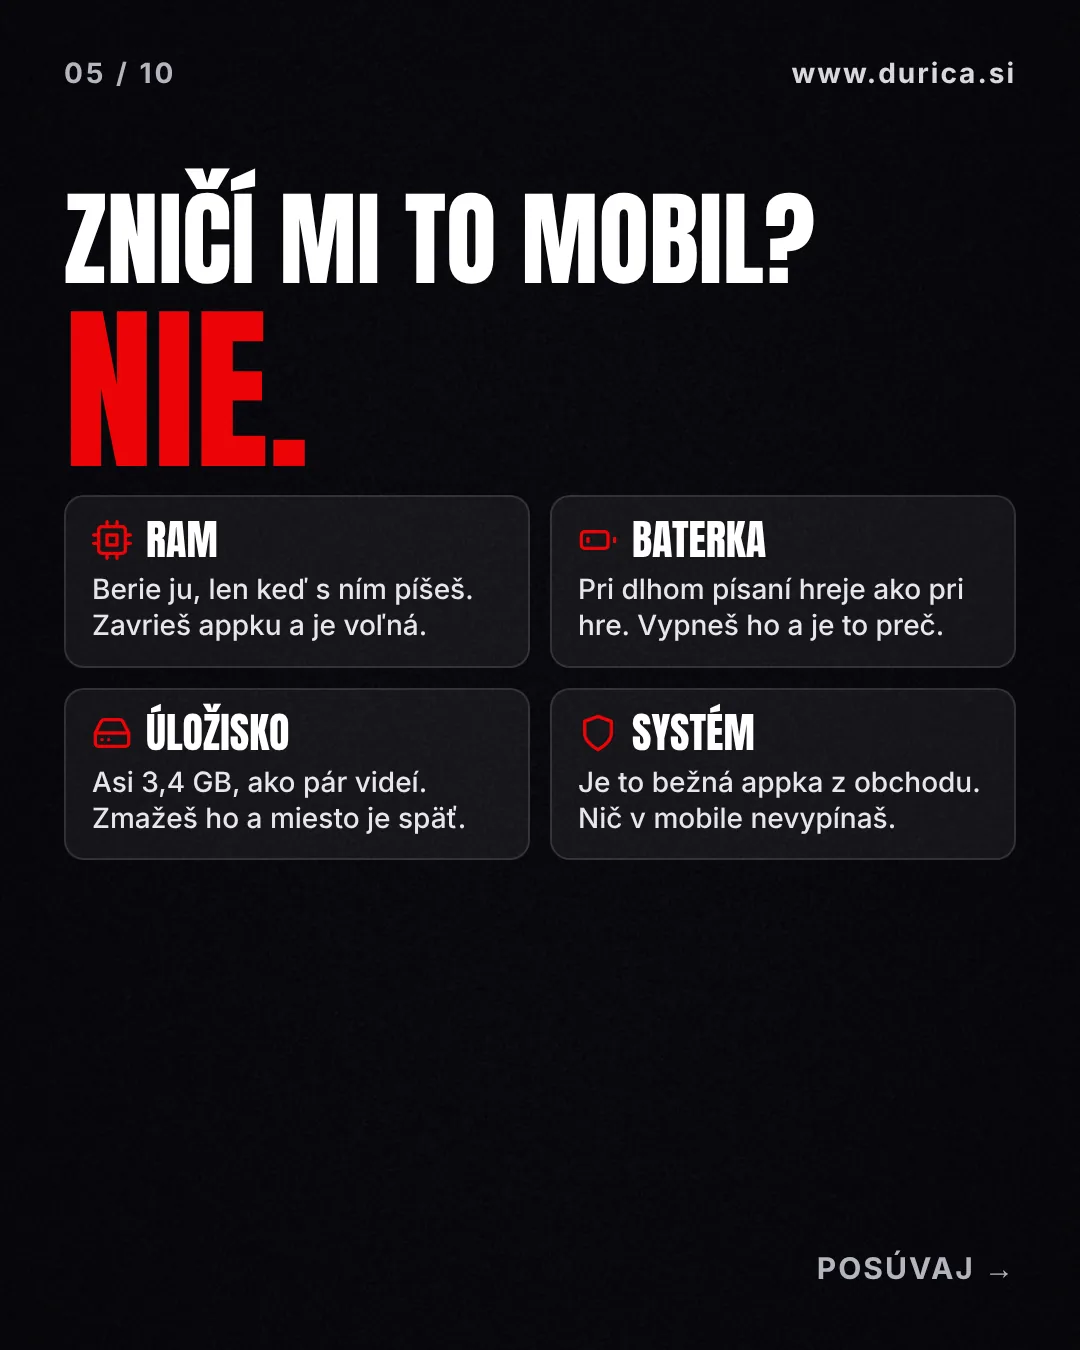 05 / 10
www.durica.si
ZNIČÍ MI TO MOBIL?
NIE.
RAM
Berie ju, len keď s ním píšeš.
Zavrieš appku a je voľná.
BATERKA
Pri dlhom písaní hreje ako pri
hre. Vypneš ho a je to preč.
ÚLOŽISKO
Asi 3,4 GB, ako pár videí.
Zmažeš ho a miesto je späť.
SYSTÉM
Je to bežná appka z obchodu.
Nič v mobile nevypínaš.
POSÚVAJ →